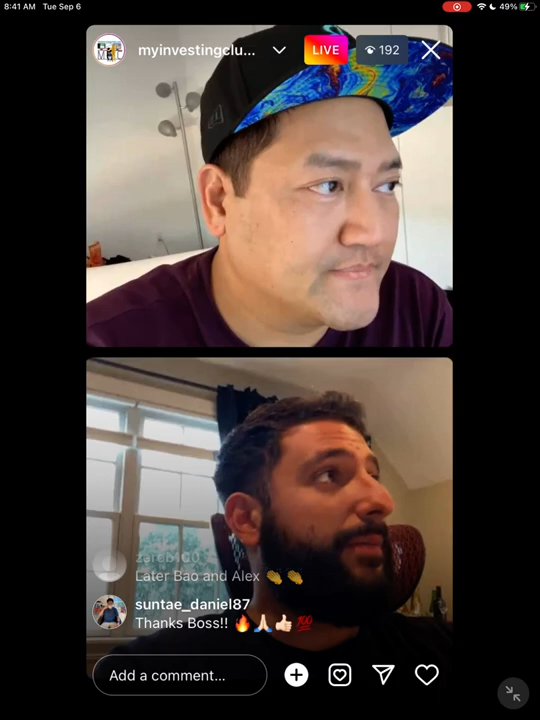 8:41 AM Tue Sep 6
49%
myinvestingclu...
LIVE
192
zareb100
Later Bao and Alex 👏👏
suntae_daniel87
Thanks Boss!! 🔥🙏🏻👍🏻💯
Add a comment...